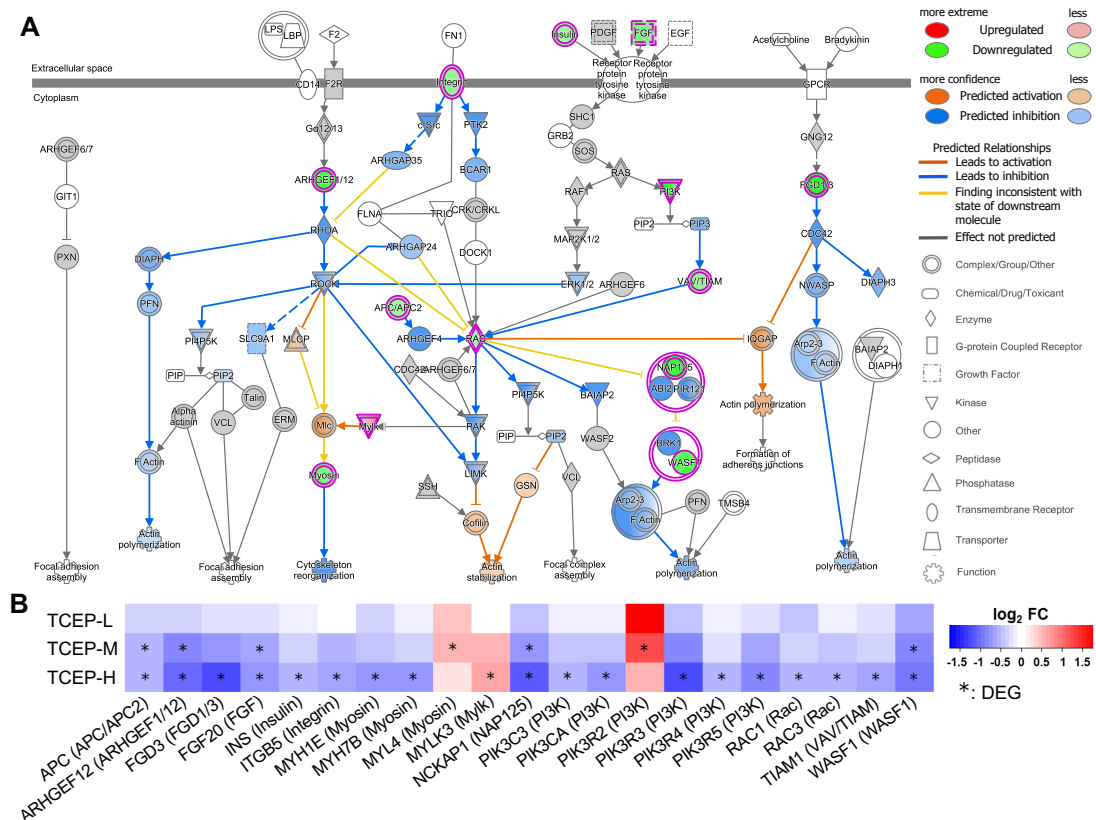 A
LPS
LBP
F2
FN1
Insulin
PDGF
FGF
EGF
Acetylcholine
Bradykinin
Extracellular space
Cytoplasm
CD14
F2R
Integrin
Receptor
protein
tyrosine
kinase
Receptor
protein
tyrosine
kinase
GPCR
Gα12/13
c-Src
PTK2
SHC1
GRB2
SOS
GNG12
ARHGEF6/7
ARHGAP35
BCAR1
RAS
ARHGEF1/12
RAF1
PI3K
FGD1/3
GIT1
FLNA
TRIO
CRK/CRKL
PIP2
PIP3
RHOA
MAP2K1/2
CDC42
PXN
DIAPH
ARHGAP24
DOCK1
ROCK
ERK1/2
ARHGEF6
VAV/TIAM
NWASP
DIAPH3
PFN
APC/APC2
PI4P5K
SLC9A1
MLCP
ARHGEF4
RAC
IQGAP
Arp2-3
F Actin
BAIAP2
DIAPH1
PIP
PIP2
CDC42
ARHGEF6/7
PI4P5K
BAIAP2
NAP125
ABI2
PIR121
Talin
Alpha
actinin
VCL
ERM
Mlc
Mylk
PAK
PIP
PIP2
WASF2
BRK1
WASF1
Actin polymerization
F Actin
Myosin
SSH
LIMK
GSN
VCL
Formation of
adherens junctions
Cofilin
Arp2-3
F Actin
PFN
TMSB4
Actin
polymerization
Focal adhesion
assembly
Focal adhesion
assembly
Cytoskeleton
reorganization
Actin
stabilization
Focal complex
assembly
Actin
polymerization
Actin
polymerization
more extreme
less
Upregulated
Downregulated
more confidence
less
Predicted activation
Predicted inhibition
Predicted Relationships
Leads to activation
Leads to inhibition
Finding inconsistent with
state of downstream
molecule
Effect not predicted
Complex/Group/Other
Chemical/Drug/Toxicant
Enzyme
G-protein Coupled Receptor
Growth Factor
Kinase
Other
Peptidase
Phosphatase
Transmembrane Receptor
Transporter
Function
B
TCEP-L
TCEP-M
* * * * * * *
TCEP-H
* * * * * * * * * * * * * * * * * * *
APC (APC/APC2)
ARHGEF12 (ARHGEF1/12)
FGD3 (FGD1/3)
FGF20 (FGF)
INS (Insulin)
ITGB5 (Integrin)
MYH1E (Myosin)
MYH7B (Myosin)
MYL4 (Myosin)
MYLK3 (Mylk)
NCKAP1 (NAP125)
PIK3C3 (PI3K)
PIK3CA (PI3K)
PIK3R2 (PI3K)
PIK3R3 (PI3K)
PIK3R4 (PI3K)
PIK3R5 (PI3K)
RAC1 (Rac)
RAC3 (Rac)
TIAM1 (VAV/TIAM)
WASF1 (WASF1)
log2 FC
-1.5 -0.5 0.5 1.5
*: DEG